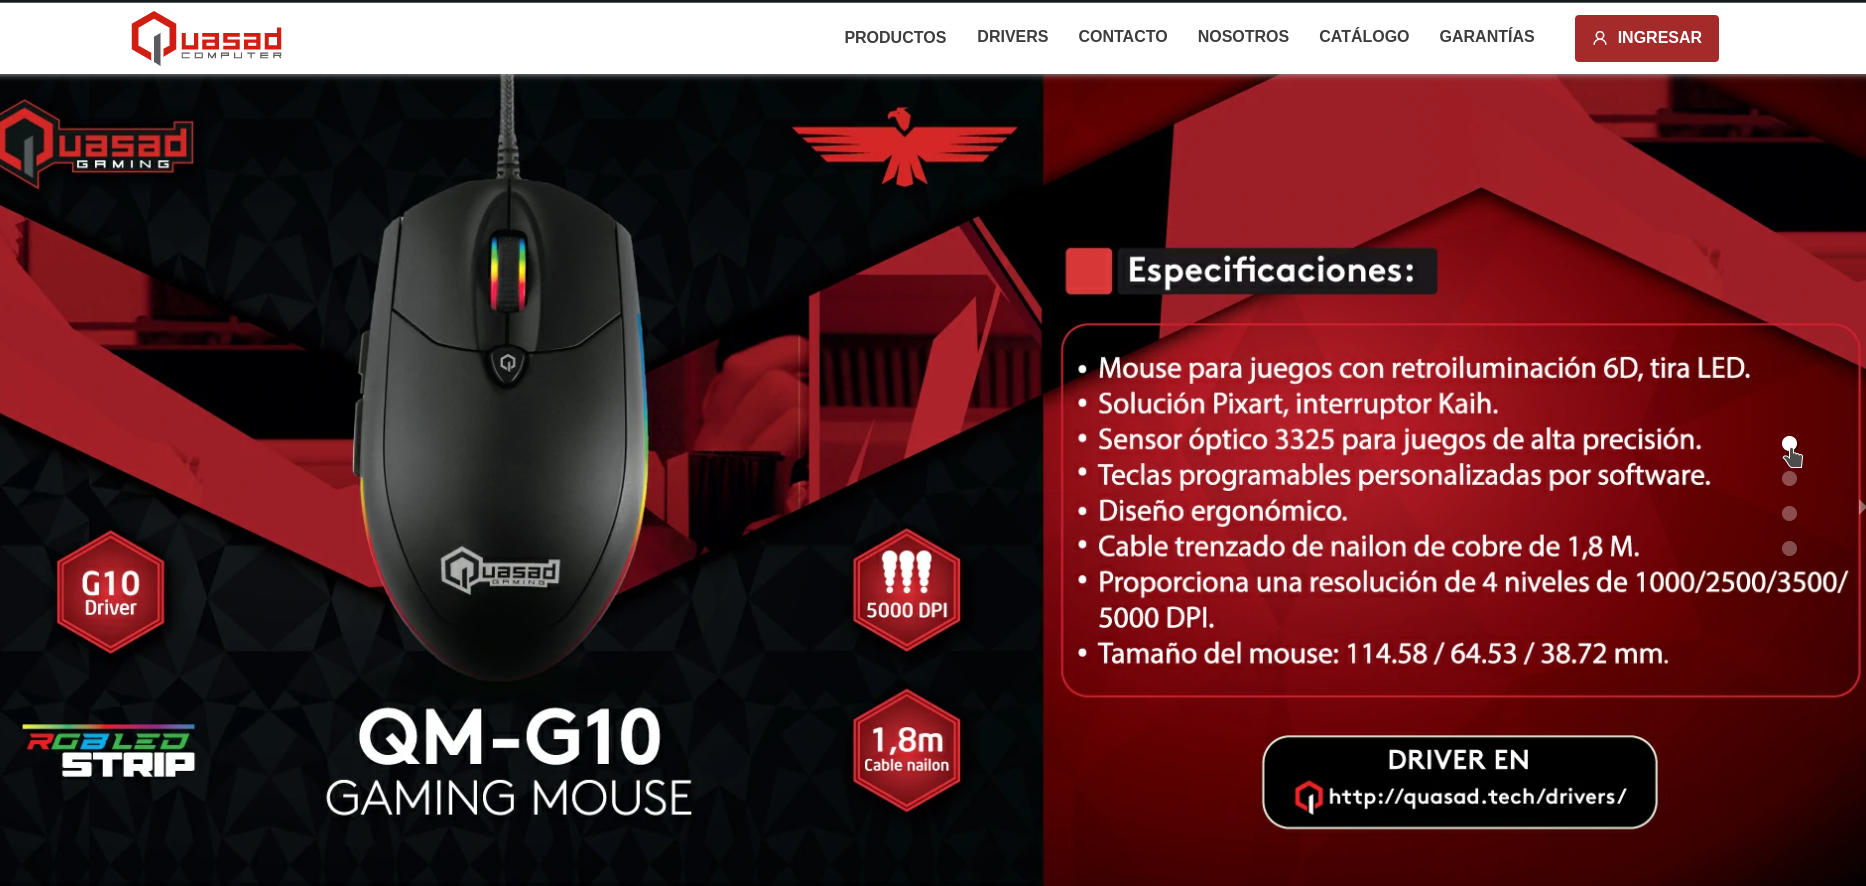 Quasad
COMPUTER
PRODUCTOS
DRIVERS
CONTACTO
NOSOTROS
CATÁLOGO
GARANTÍAS
INGRESAR
Quasad
GAMING
Quasad
GAMING
G10
Driver
5000 DPI
1,8m
Cable nailon
RGB LED
STRIP
QM-G10
GAMING MOUSE
Especificaciones:
• Mouse para juegos con retroiluminación 6D, tira LED.
• Solución Pixart, interruptor Kaih.
• Sensor óptico 3325 para juegos de alta precisión.
• Teclas programables personalizadas por software.
• Diseño ergonómico.
• Cable trenzado de nailon de cobre de 1,8 M.
• Proporciona una resolución de 4 niveles de 1000/2500/3500/
5000 DPI.
• Tamaño del mouse: 114.58 / 64.53 / 38.72 mm.
DRIVER EN
http://quasad.tech/drivers/